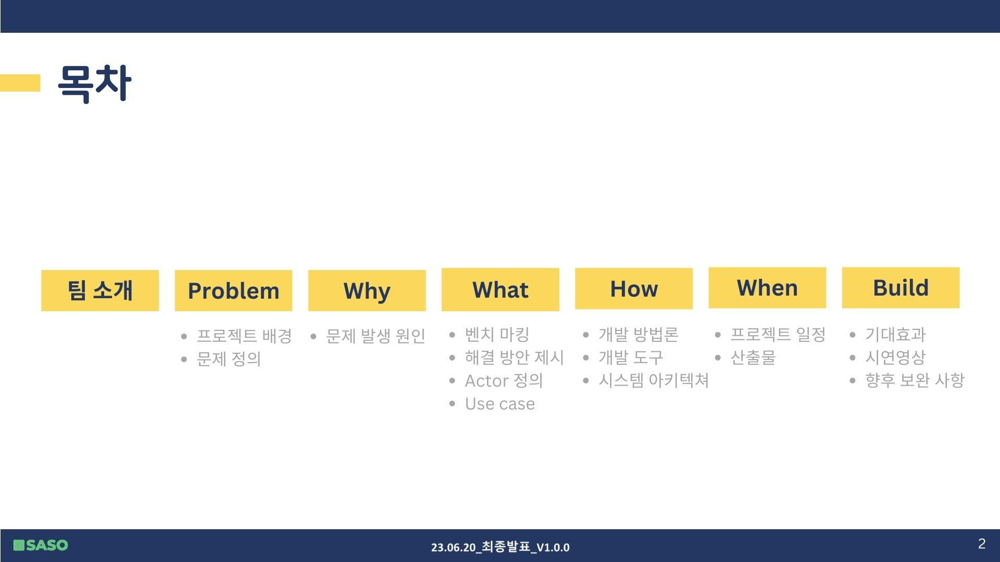 목차
팀 소개
Problem
프로젝트 배경
문제 정의
Why
문제 발생 원인
What
벤치 마킹
해결 방안 제시
Actor 정의
Use case
How
개발 방법론
개발 도구
시스템 아키텍쳐
When
프로젝트 일정
산출물
Build
기대효과
시연영상
향후 보완 사항
SASO
23.06.20_최종발표_V1.0.0
2